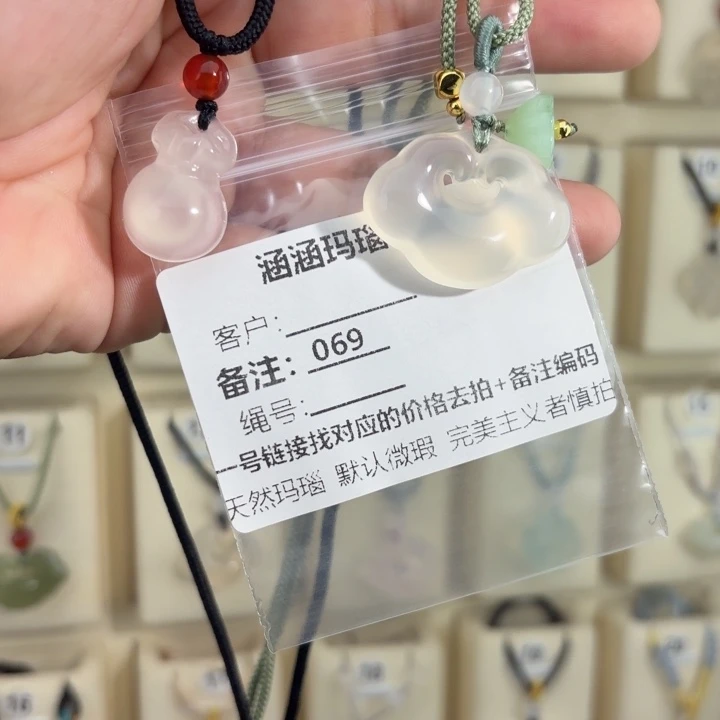 涵涵玛瑙
客户：
备注：069
绳号：
一号链接找对应的价格去拍+备注编码
天然玛瑙 默认微瑕 完美主义者慎拍